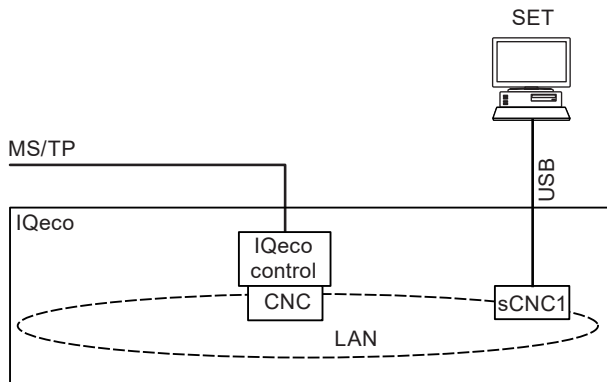 SET
MS/TP
USB
IQeco
IQeco
control
CNC
sCNC1
LAN